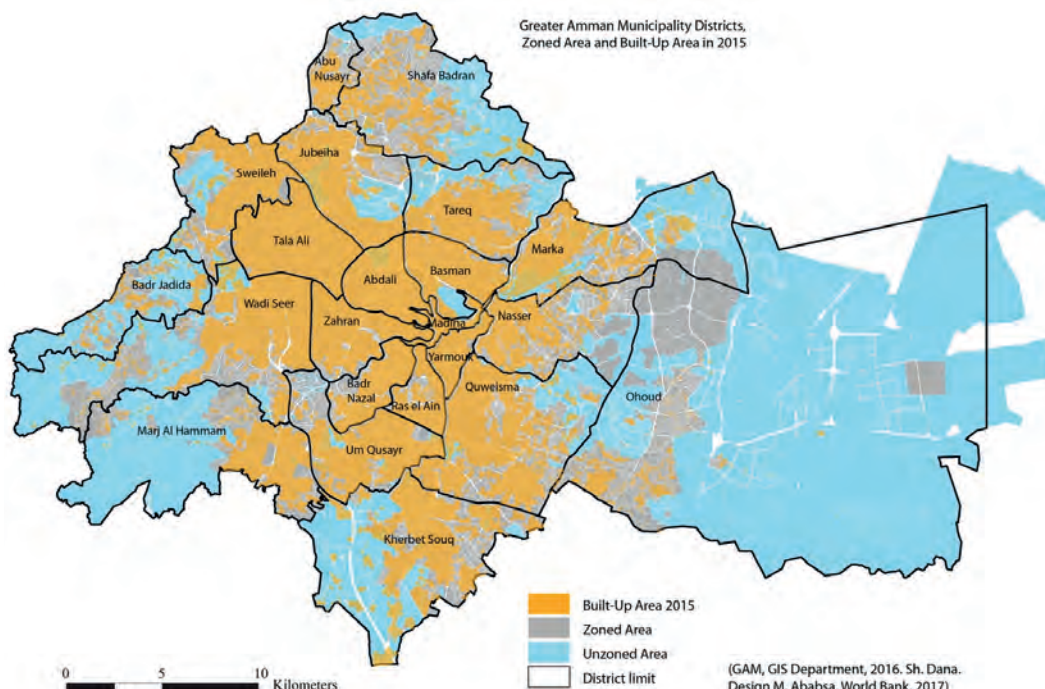 Greater Amman Municipality Districts,
Zoned Area and Built-Up Area in 2015
Abu
Nusayr
Shafa Badran
Jubeiha
Sweileh
Tareq
Tala Ali
Marka
Abdali
Basman
Badr Jadida
Wadi Seer
Zahran
Madina
Nasser
Yarmouk
Badr
Nazal
Ras el Ain
Quweisma
Ohoud
Marj Al Hammam
Um Qusayr
Kherbet Souq
Built-Up Area 2015
Zoned Area
Unzoned Area
District limit
0 5 10
Kilometers
(GAM, GIS Department, 2016. Sh. Dana.
Design M. Ababsa, World Bank, 2017)